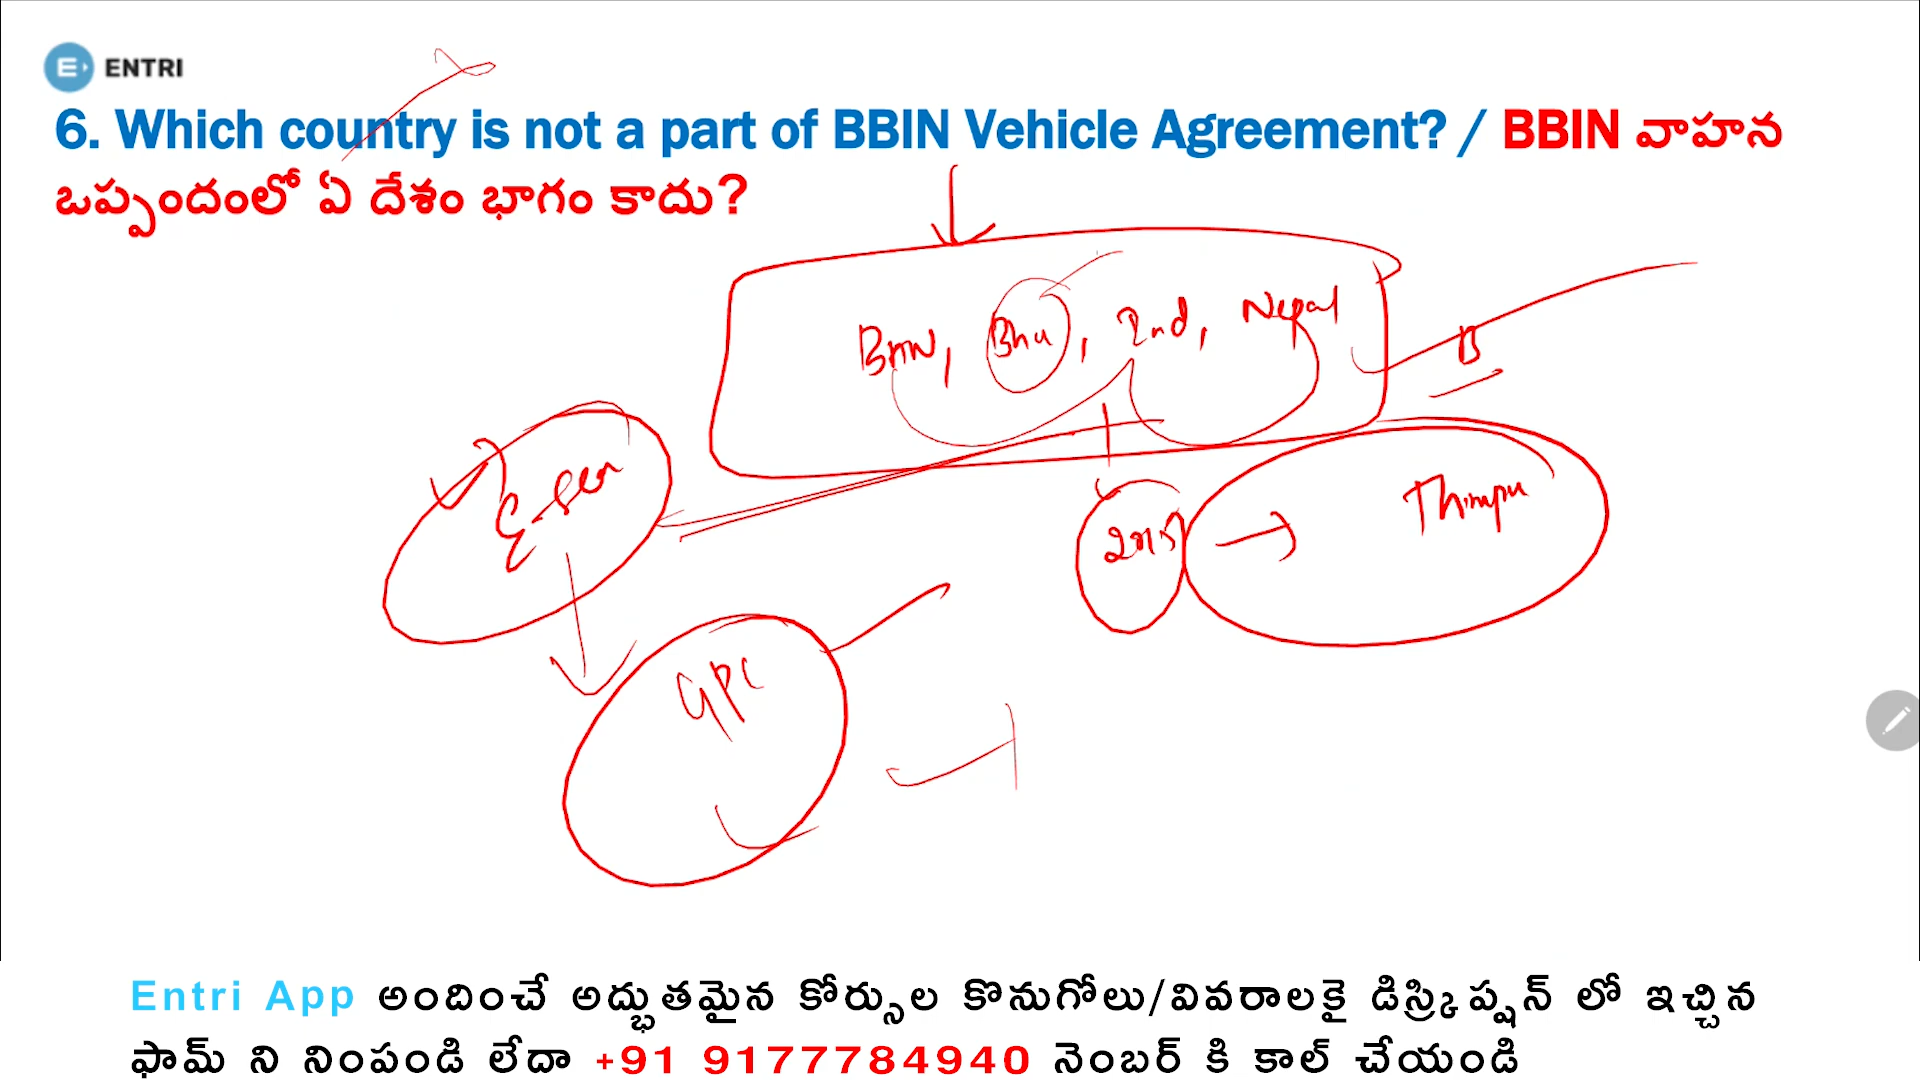 ENTRI
6. Which country is not a part of BBIN Vehicle Agreement? / BBIN వాహన
ఒప్పందంలో ఏ దేశం భాగం కాదు?
Bhu, Ind, Nepal
B
Thimpu
2015
Entri App అందించే అద్భుతమైన కోర్సుల కొనుగోలు/వివరాలకై డిస్క్రిప్షన్ లో ఇచ్చిన
ఫామ్ ని నింపండి లేదా +91 9177784940 నెంబర్ కి కాల్ చేయండి